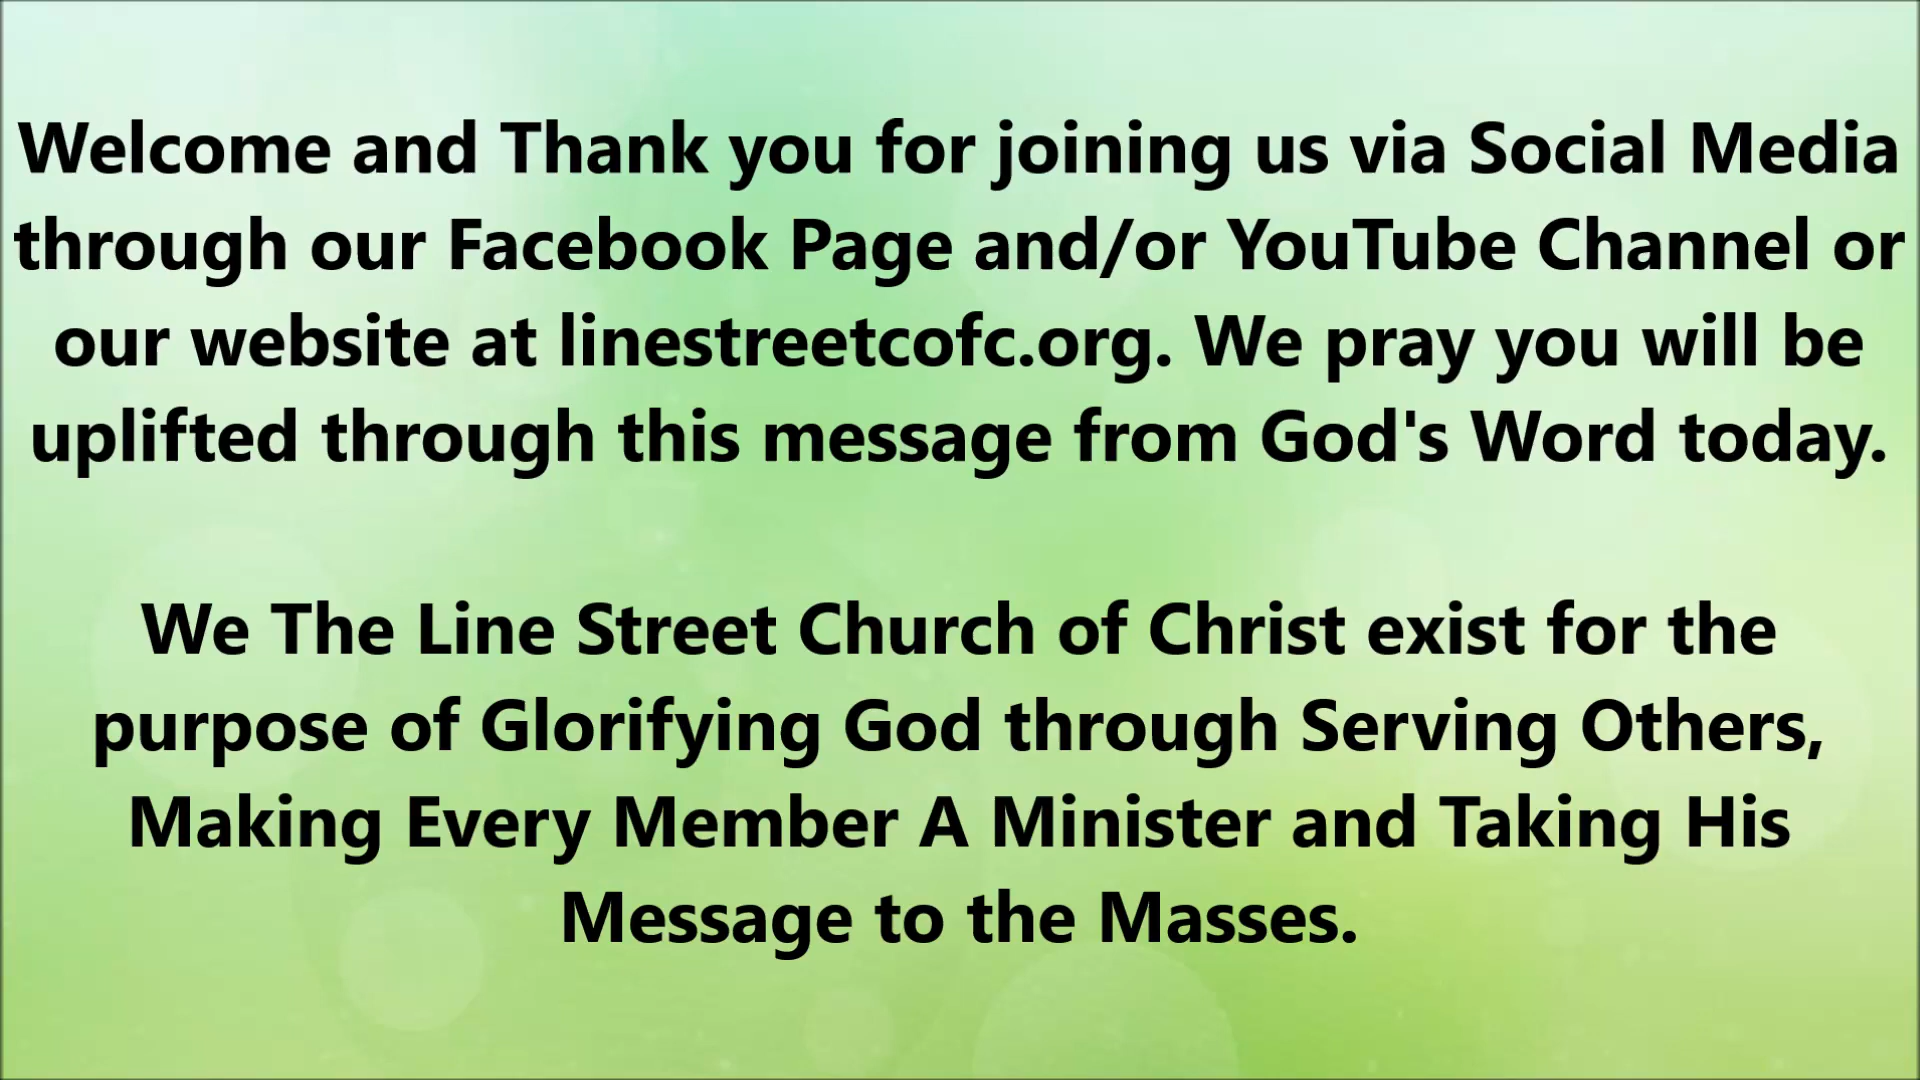 Welcome and Thank you for joining us via Social Media
through our Facebook Page and/or YouTube Channel or
our website at linestreetcofc.org. We pray you will be
uplifted through this message from God's Word today.
We The Line Street Church of Christ exist for the
purpose of Glorifying God through Serving Others,
Making Every Member A Minister and Taking His
Message to the Masses.